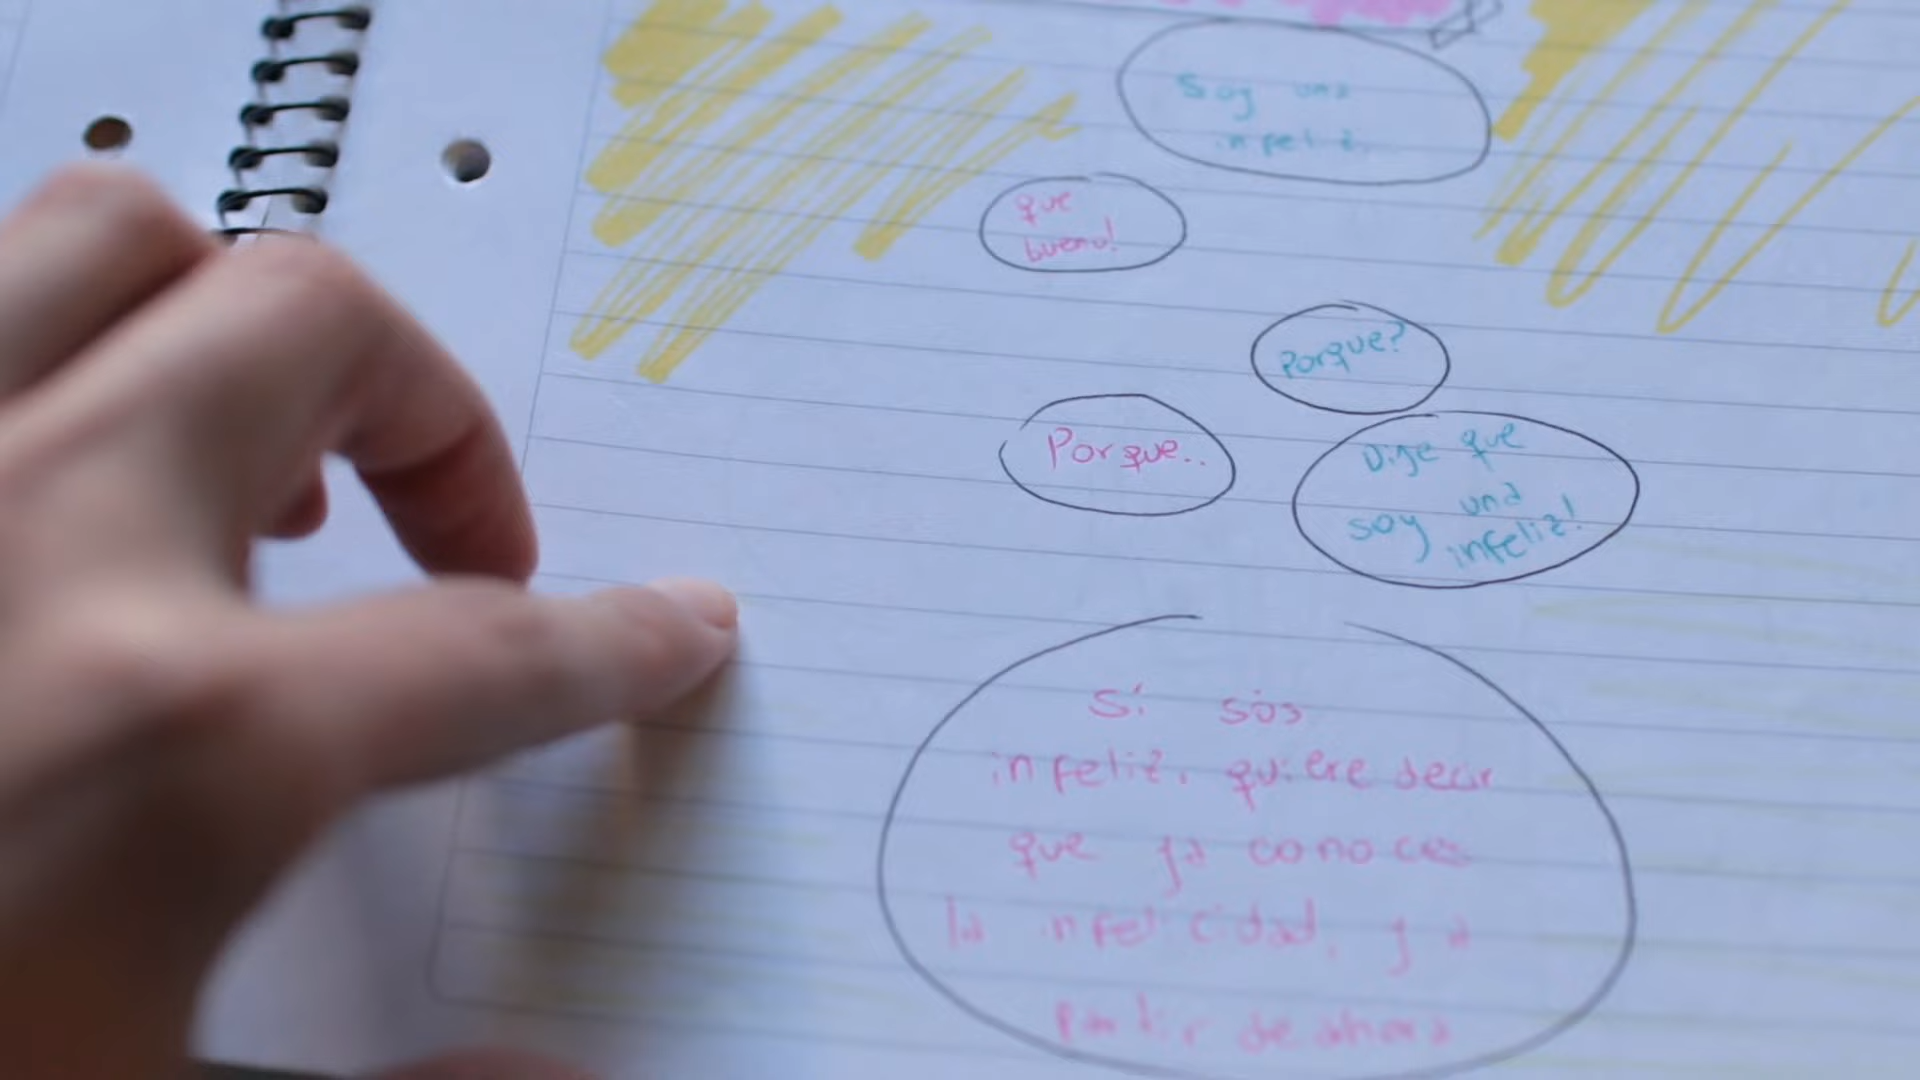 Soy una
infeliz.
que
bueno!
Porque?
Porque..
Dije que
soy una
infeliz!
Si sos
infeliz, quiere decir
que ya conoces
la infelicidad, y a
partir de ahora